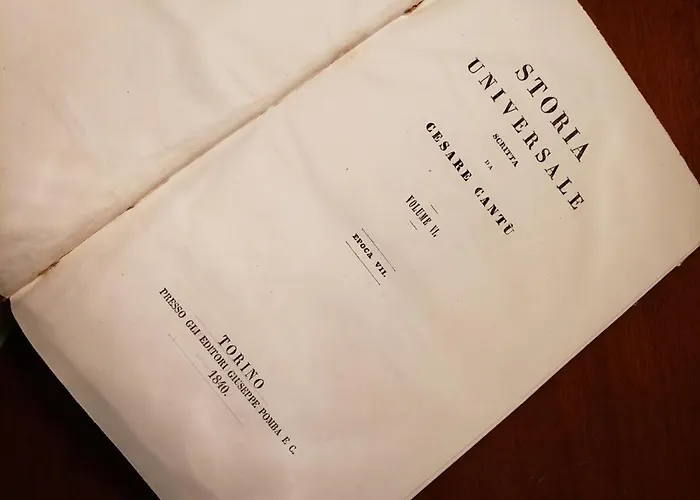 STORIA
UNIVERSALE
SCRITTA
DA
CESARE CANTÙ
VOLUME VI.
EPOCA VII.
TORINO
PRESSO GLI EDITORI GIUSEPPE POMBA E C.
1840.